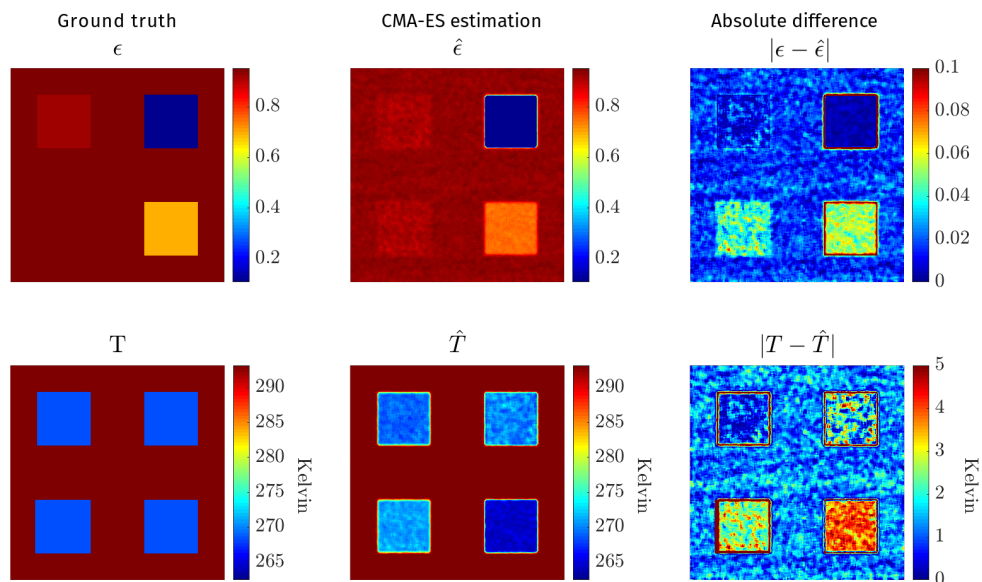 Ground truth
CMA-ES estimation
Absolute difference
ϵ
ϵ̂
|ϵ − ϵ̂|
0.8
0.6
0.4
0.2
0.8
0.6
0.4
0.2
0.1
0.08
0.06
0.04
0.02
0
T
T̂
|T − T̂|
290
285
280
275
270
265
Kelvin
290
285
280
275
270
265
Kelvin
5
4
3
2
1
0
Kelvin